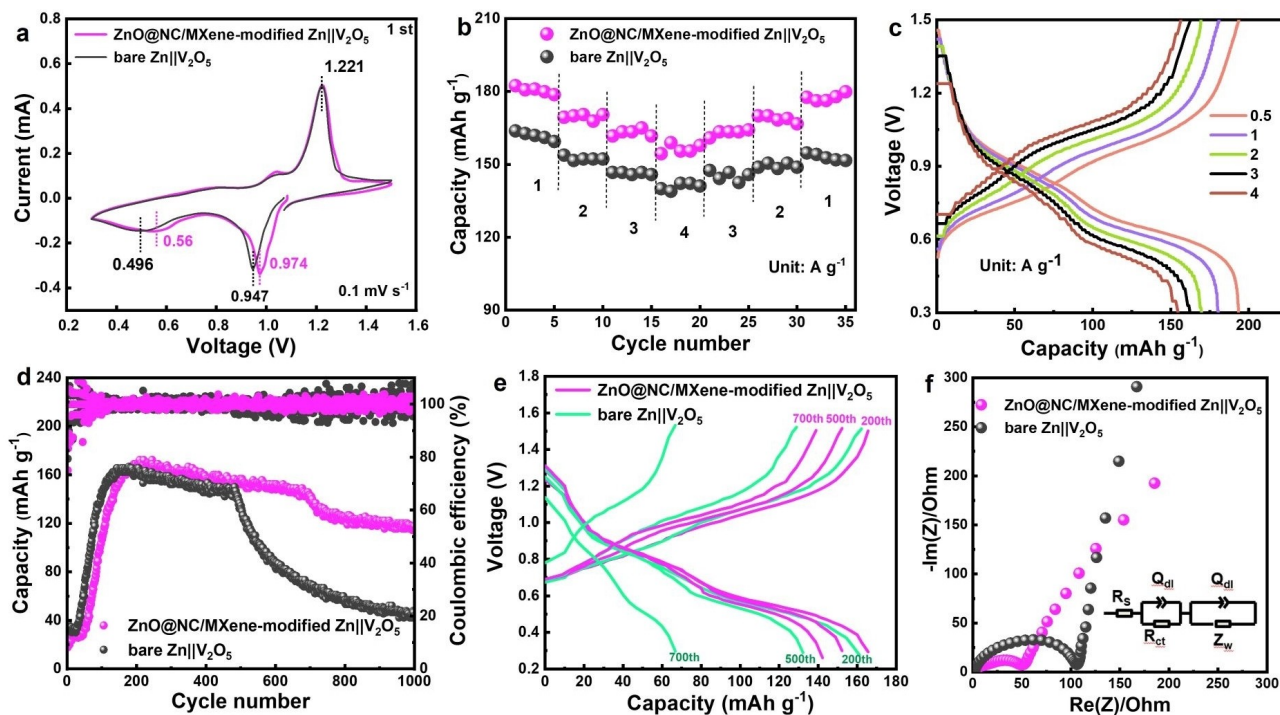 a
ZnO@NC/MXene-modified Zn||V₂O₅
bare Zn||V₂O₅
1 st
1.221
0.56
0.496
0.974
0.947
0.1 mV s⁻¹
0.8
0.6
0.4
0.2
0.0
-0.2
-0.4
0.2 0.4 0.6 0.8 1.0 1.2 1.4 1.6
Current (mA)
Voltage (V)
b
ZnO@NC/MXene-modified Zn||V₂O₅
bare Zn||V₂O₅
1 2 3 4 3 2 1
Unit: A g⁻¹
210
180
150
120
90
0 5 10 15 20 25 30 35
Capacity (mAh g⁻¹)
Cycle number
c
0.5
1
2
3
4
Unit: A g⁻¹
1.5
1.2
0.9
0.6
0.3
0 50 100 150 200
Voltage (V)
Capacity (mAh g⁻¹)
d
ZnO@NC/MXene-modified Zn||V₂O₅
bare Zn||V₂O₅
240
200
160
120
80
40
0
0 200 400 600 800 1000
100
90
80
70
60
50
40
30
20
10
0
Capacity (mAh g⁻¹)
Coulombic efficiency (%)
Cycle number
e
ZnO@NC/MXene-modified Zn||V₂O₅
bare Zn||V₂O₅
700th 500th 200th
700th 500th 200th
1.8
1.6
1.4
1.2
1.0
0.8
0.6
0.4
0.2
0 20 40 60 80 100 120 140 160 180
Voltage (V)
Capacity (mAh g⁻¹)
f
ZnO@NC/MXene-modified Zn||V₂O₅
bare Zn||V₂O₅
Q_dl Q_dl
R_S
R_ct Z_w
300
250
200
150
100
50
0
0 50 100 150 200 250
-Im(Z)/Ohm
Re(Z)/Ohm